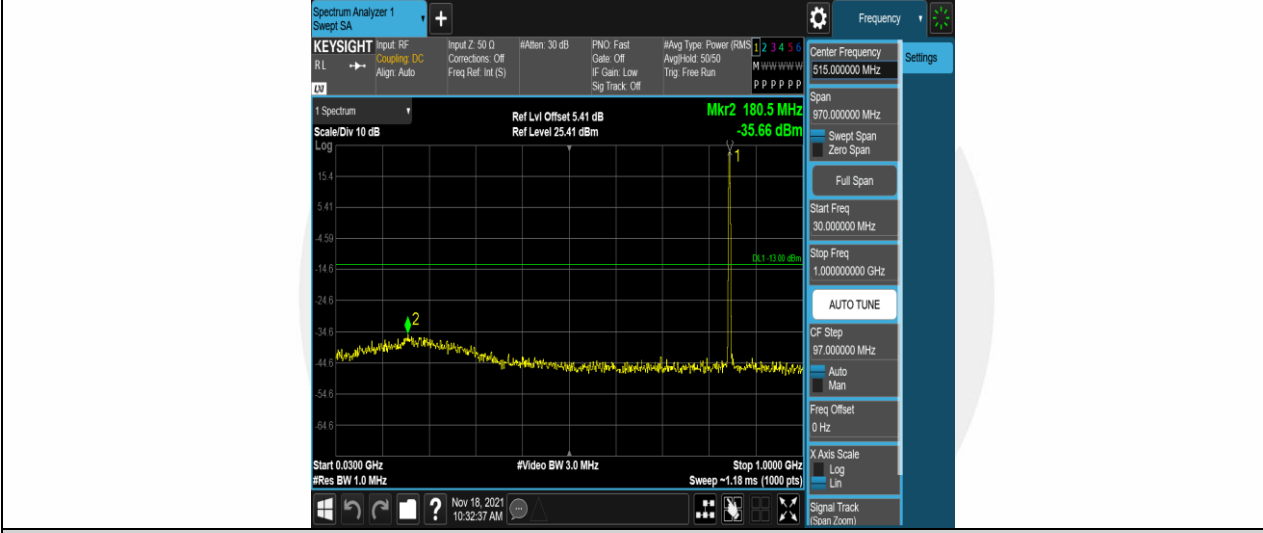 Spectrum Analyzer 1
Swept SA
Frequency
KEYSIGHT
RL
LXI
Input: RF
Coupling: DC
Align: Auto
Input Z: 50 Ω
Corrections: Off
Freq Ref: Int (S)
#Atten: 30 dB
PNO: Fast
Gate: Off
IF Gain: Low
Sig Track: Off
#Avg Type: Power (RMS
Avg|Hold: 50/50
Trig: Free Run
1 2 3 4 5 6
M W W W W W
P P P P P P
1 Spectrum
Scale/Div 10 dB
Log
Ref Lvl Offset 5.41 dB
Ref Level 25.41 dBm
Mkr2 180.5 MHz
-35.66 dBm
1
15.4
5.41
-4.59
DL1 -13.00 dBm
-14.6
-24.6
2
-34.6
-44.6
-54.6
-64.6
Start 0.0300 GHz
#Res BW 1.0 MHz
#Video BW 3.0 MHz
Stop 1.0000 GHz
Sweep ~1.18 ms (1000 pts)
Nov 18, 2021
10:32:37 AM
Center Frequency
515.000000 MHz
Settings
Span
970.000000 MHz
Swept Span
Zero Span
Full Span
Start Freq
30.000000 MHz
Stop Freq
1.000000000 GHz
AUTO TUNE
CF Step
97.000000 MHz
Auto
Man
Freq Offset
0 Hz
X Axis Scale
Log
Lin
Signal Track
(Span Zoom)